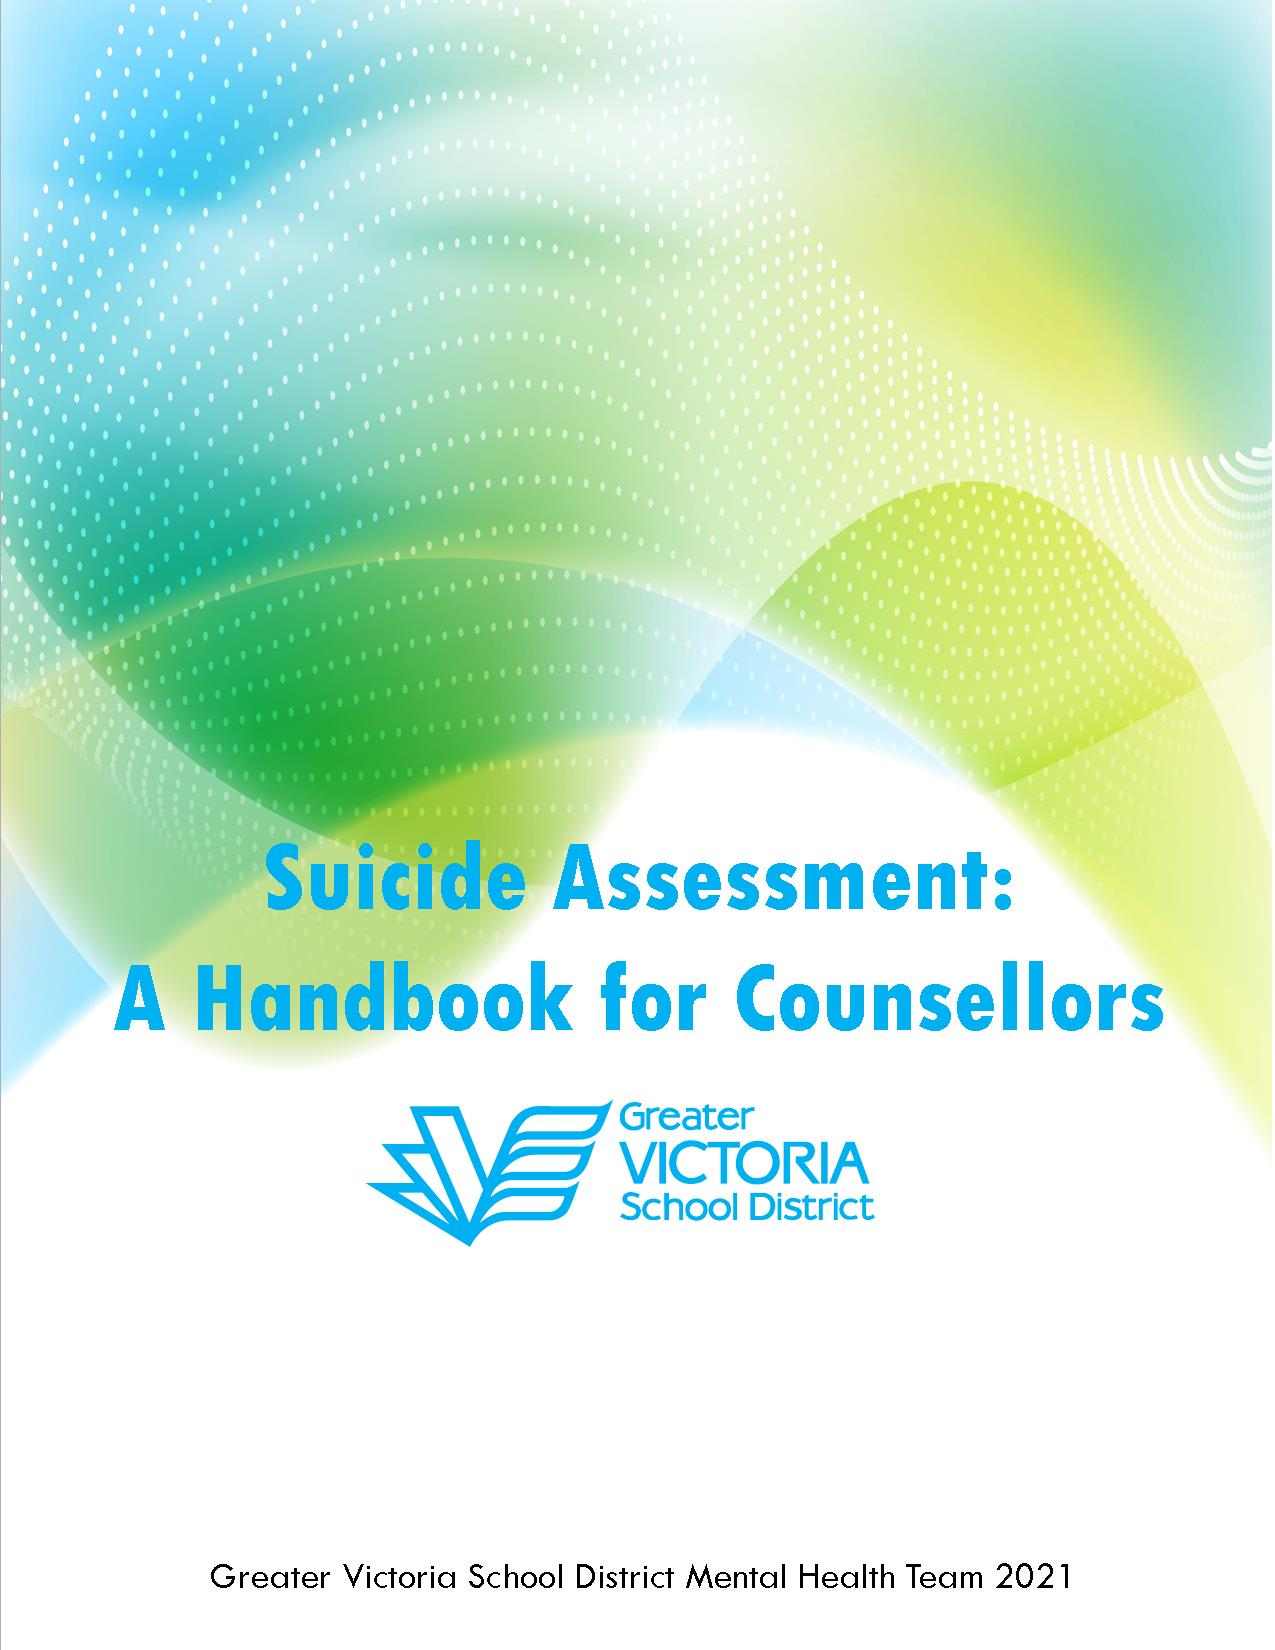 Suicide Assessment:
A Handbook for Counsellors
Greater
VICTORIA
School District
Greater Victoria School District Mental Health Team 2021